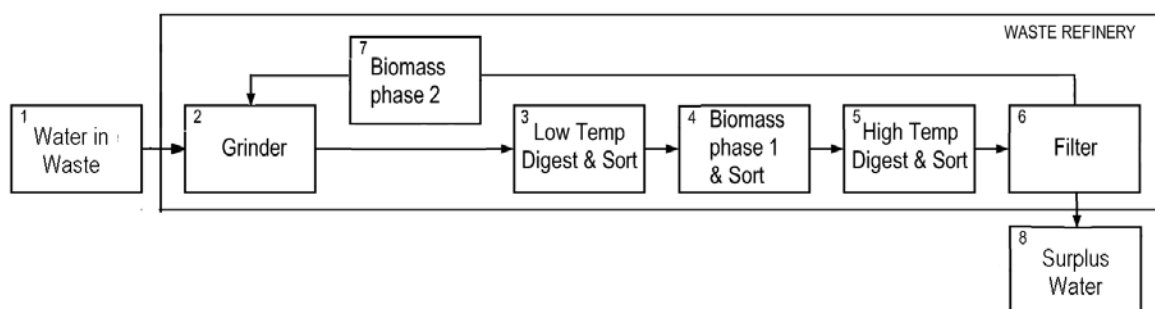 WASTE REFINERY
7
Biomass
phase 2
1
Water in
Waste
2
Grinder
3
Low Temp
Digest & Sort
4
Biomass
phase 1
& Sort
5
High Temp
Digest & Sort
6
Filter
8
Surplus
Water